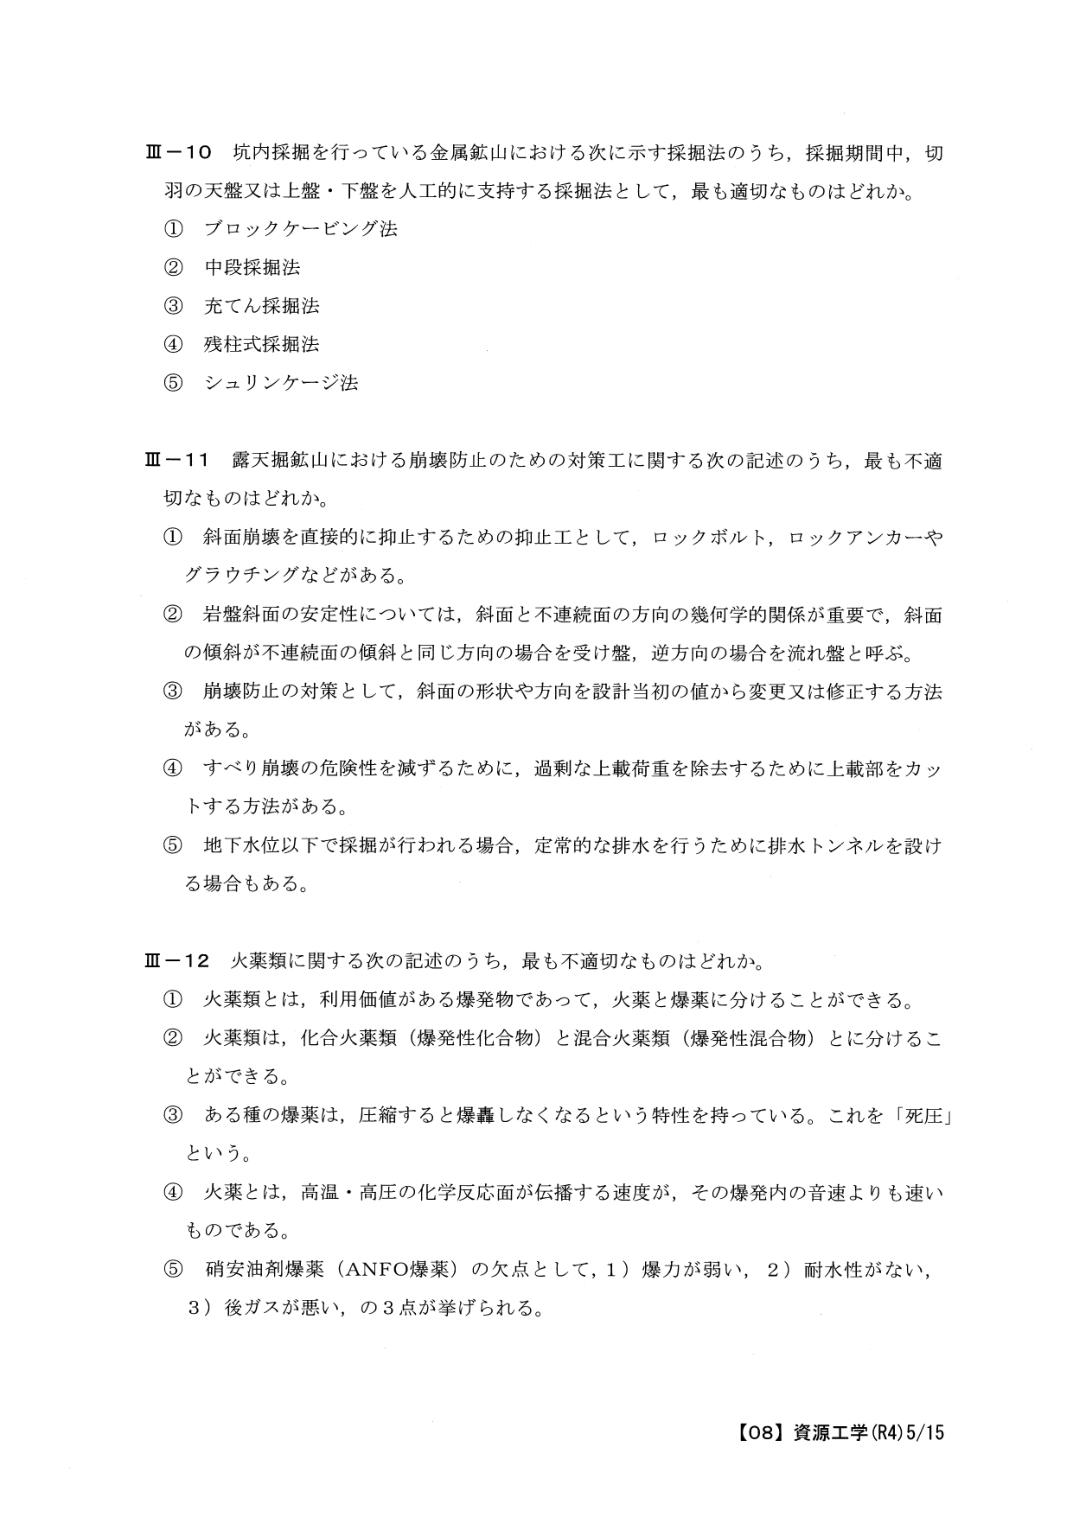 Ⅲ－10　坑内採掘を行っている金属鉱山における次に示す採掘法のうち，採掘期間中，切
羽の天盤又は上盤・下盤を人工的に支持する採掘法として，最も適切なものはどれか。
①　ブロックケービング法
②　中段採掘法
③　充てん採掘法
④　残柱式採掘法
⑤　シュリンケージ法
Ⅲ－11　露天掘鉱山における崩壊防止のための対策工に関する次の記述のうち，最も不適
切なものはどれか。
①　斜面崩壊を直接的に抑止するための抑止工として，ロックボルト，ロックアンカーや
グラウチングなどがある。
②　岩盤斜面の安定性については，斜面と不連続面の方向の幾何学的関係が重要で，斜面
の傾斜が不連続面の傾斜と同じ方向の場合を受け盤，逆方向の場合を流れ盤と呼ぶ。
③　崩壊防止の対策として，斜面の形状や方向を設計当初の値から変更又は修正する方法
がある。
④　すべり崩壊の危険性を減ずるために，過剰な上載荷重を除去するために上載部をカッ
トする方法がある。
⑤　地下水位以下で採掘が行われる場合，定常的な排水を行うために排水トンネルを設け
る場合もある。
Ⅲ－12　火薬類に関する次の記述のうち，最も不適切なものはどれか。
①　火薬類とは，利用価値がある爆発物であって，火薬と爆薬に分けることができる。
②　火薬類は，化合火薬類（爆発性化合物）と混合火薬類（爆発性混合物）とに分けるこ
とができる。
③　ある種の爆薬は，圧縮すると爆轟しなくなるという特性を持っている。これを「死圧」
という。
④　火薬とは，高温・高圧の化学反応面が伝播する速度が，その爆発内の音速よりも速い
ものである。
⑤　硝安油剤爆薬（ANFO爆薬）の欠点として，1）爆力が弱い，2）耐水性がない，
3）後ガスが悪い，の３点が挙げられる。
【08】資源工学(R4)5/15